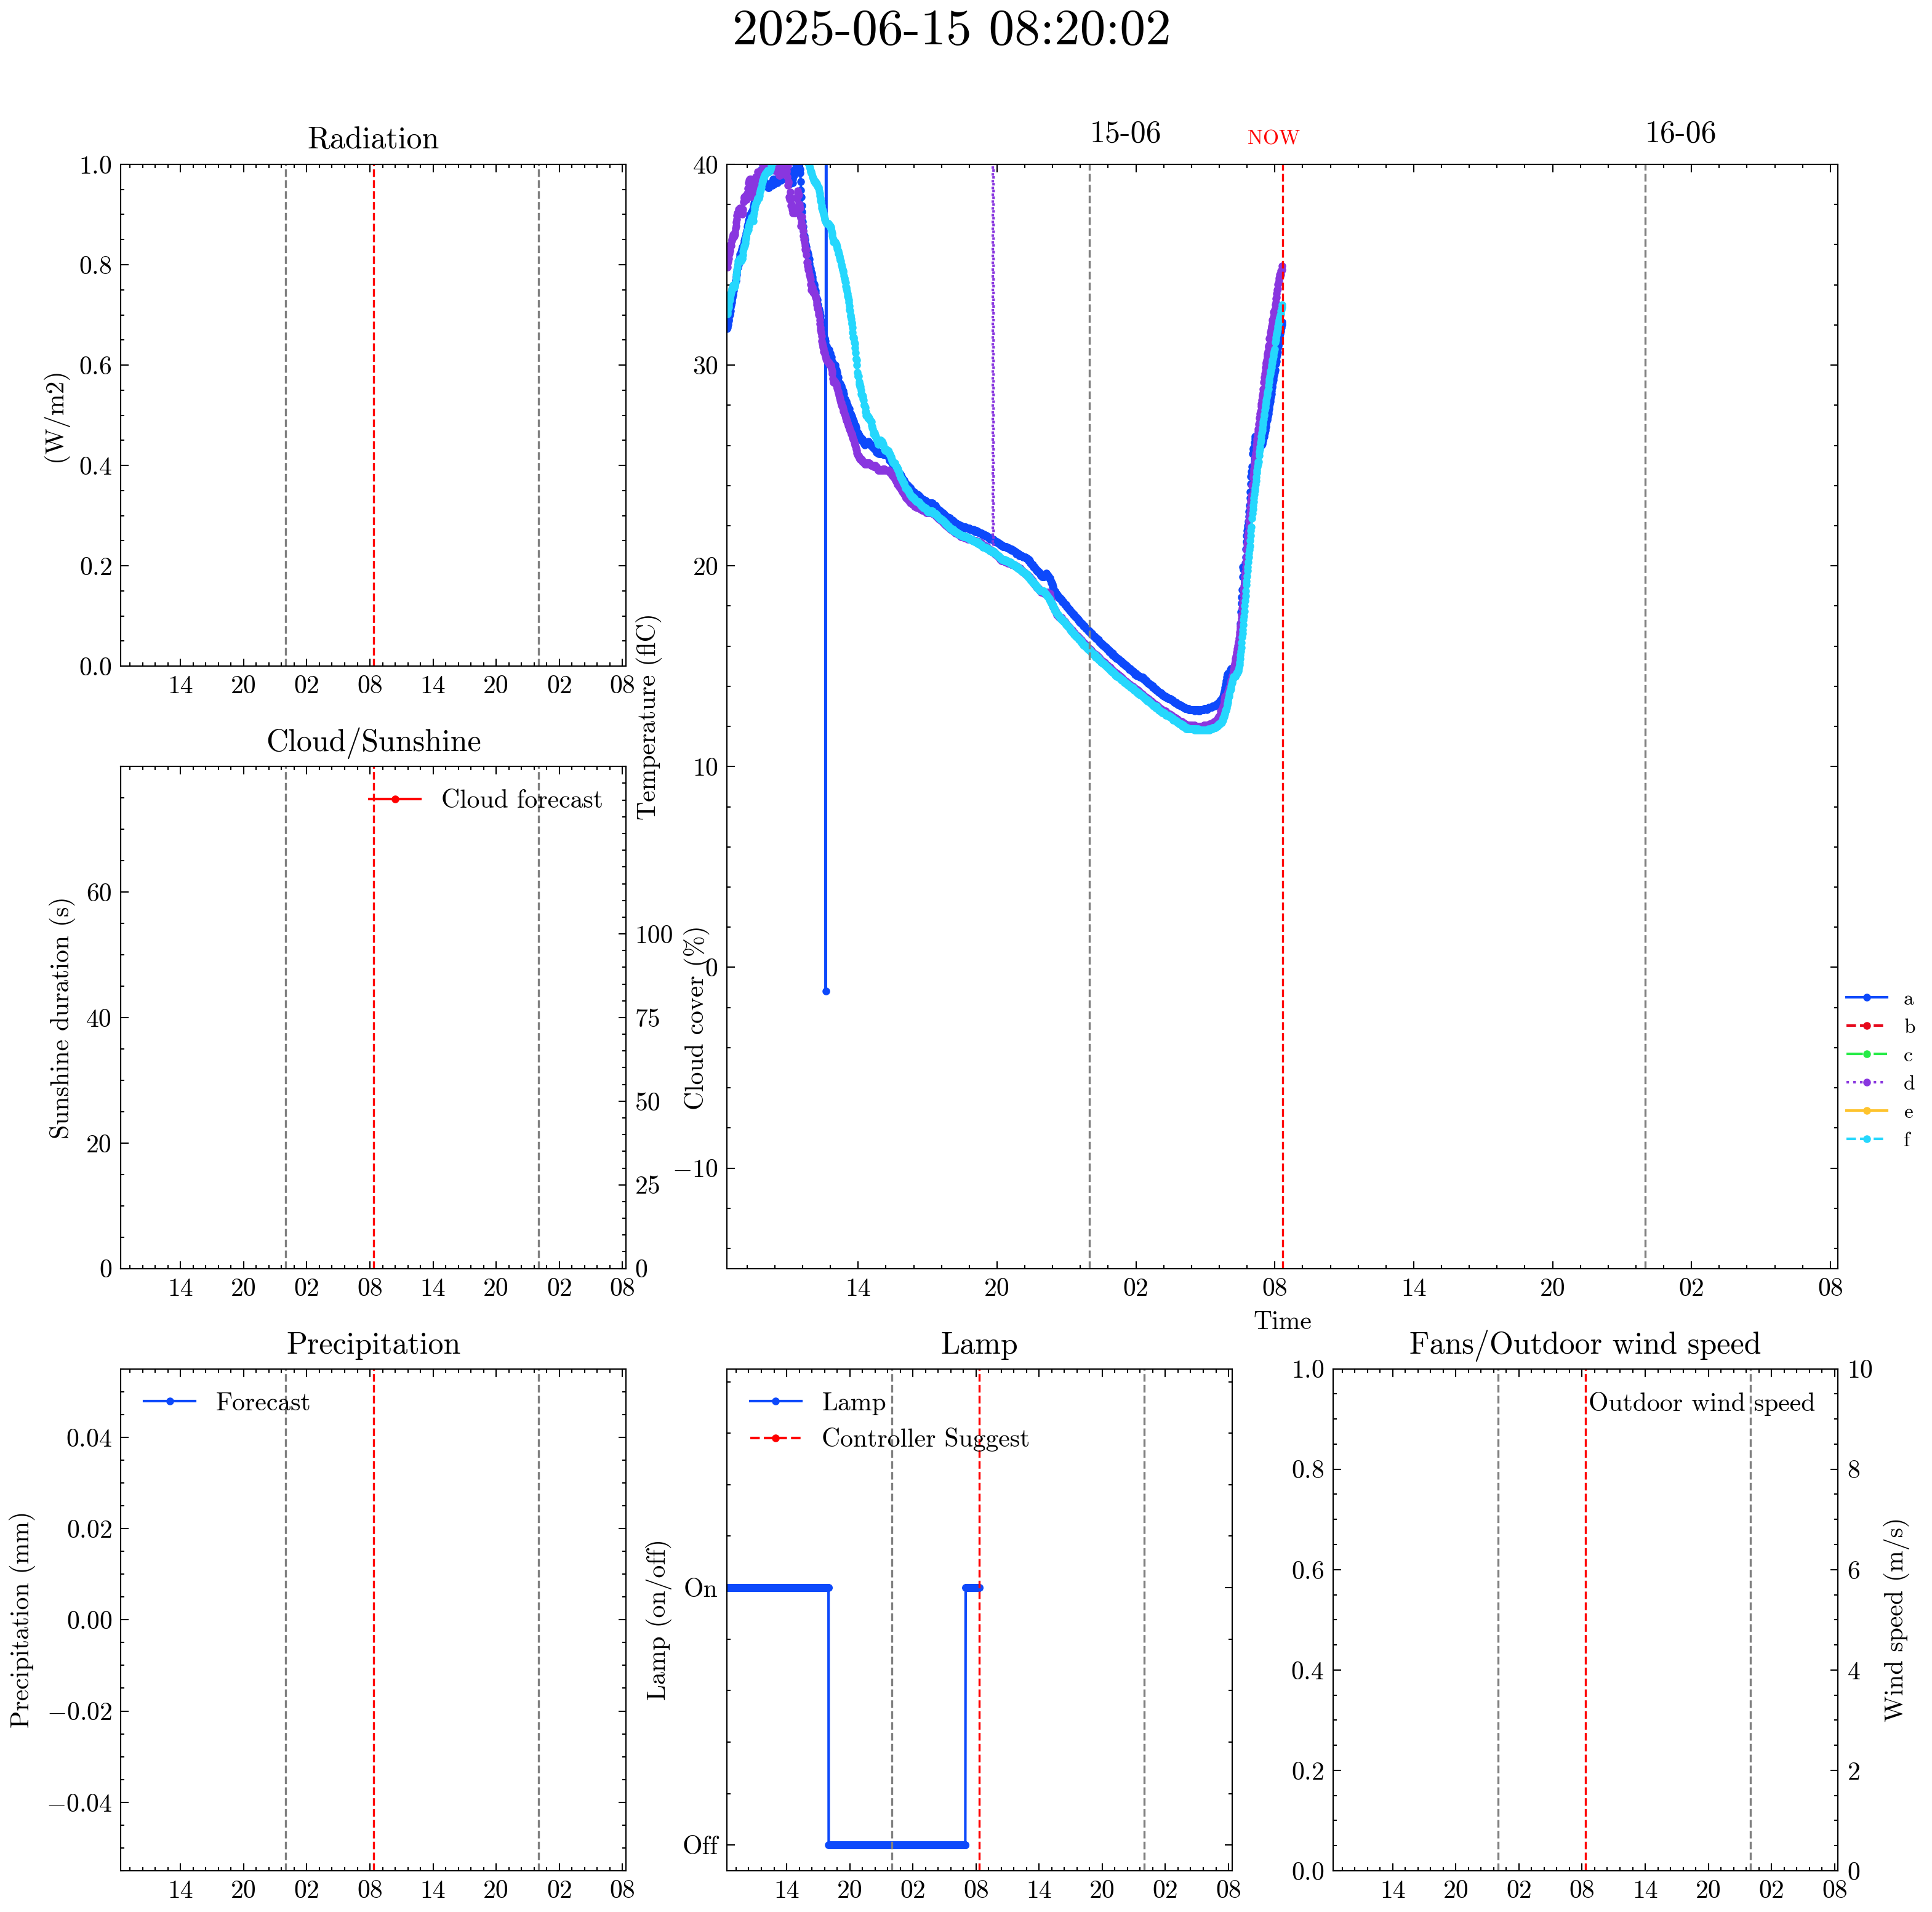 2025-06-15 08:20:02
Radiation
(W/m2)
1.0
0.8
0.6
0.4
0.2
0.0
14 20 02 08 14 20 02 08
15-06
NOW
16-06
Temperature (flC)
40
30
20
10
0
−10
14 20 02 08 14 20 02 08
Time
a
b
c
d
e
f
Cloud/Sunshine
Cloud forecast
Sunshine duration (s)
60
40
20
0
Cloud cover (%)
100
75
50
25
0
14 20 02 08 14 20 02 08
Precipitation
Forecast
Precipitation (mm)
0.04
0.02
0.00
−0.02
−0.04
14 20 02 08 14 20 02 08
Lamp
Lamp
Controller Suggest
Lamp (on/off)
On
Off
14 20 02 08 14 20 02 08
Fans/Outdoor wind speed
Outdoor wind speed
1.0
0.8
0.6
0.4
0.2
0.0
10
8
6
4
2
0
Wind speed (m/s)
14 20 02 08 14 20 02 08